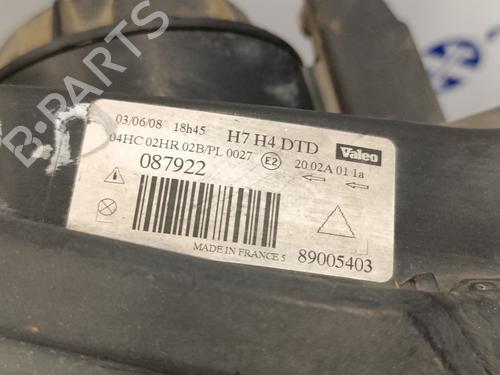 03/06/08 18h45 H7 H4 DTD Valeo
04HC 02HR 02B/PL 0027 E2 20 02A 01 1a
087922
MADE IN FRANCE 5 89005403
B-PARTS